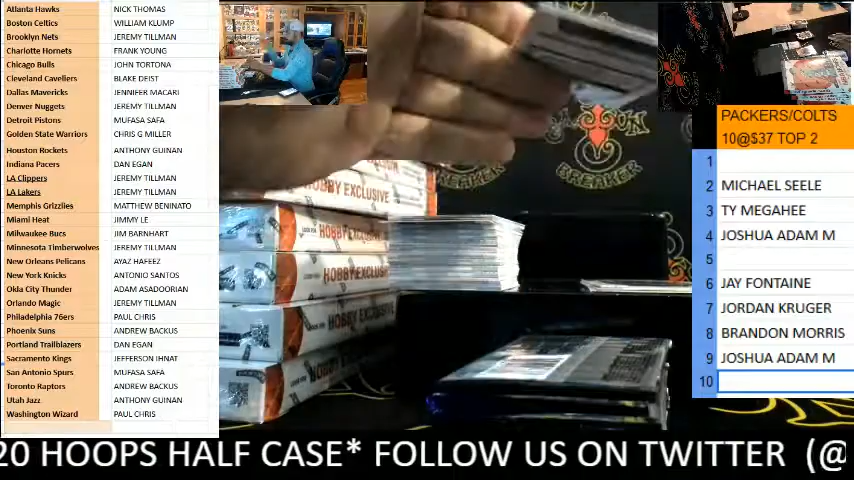 Atlanta Hawks NICK THOMAS
Boston Celtics WILLIAM KLUMP
Brooklyn Nets JEREMY TILLMAN
Charlotte Hornets FRANK YOUNG
Chicago Bulls JOHN TORTONA
Cleveland Caveliers BLAKE DEIST
Dallas Mavericks JENNIFER MACARI
Denver Nuggets JEREMY TILLMAN
Detroit Pistons MUFASA SAFA
Golden State Warriors CHRIS G MILLER
Houston Rockets ANTHONY GUINAN
Indiana Pacers DAN EGAN
LA Clippers JEREMY TILLMAN
LA Lakers JEREMY TILLMAN
Memphis Grizzlies MATTHEW BENINATO
Miami Heat JIMMY LE
Milwaukee Bucs JIM BARNHART
Minnesota Timberwolves JEREMY TILLMAN
New Orleans Pelicans AYAZ HAFEEZ
New York Knicks ANTONIO SANTOS
Okla City Thunder ADAM ASADOORIAN
Orlando Magic JEREMY TILLMAN
Philadelphia 76ers PAUL CHRIS
Phoenix Suns ANDREW BACKUS
Portland Trailblazers DAN EGAN
Sacramento Kings JEFFERSON IHNAT
San Antonio Spurs MUFASA SAFA
Toronto Raptors ANDREW BACKUS
Utah Jazz ANTHONY GUINAN
Washington Wizard PAUL CHRIS
HOBBY EXCLUSIVE
HOBBY EXCLUSIVE
HOBBY EXCLUSIVE
HOBBY EXCLUSIVE
HOBBY EXCLUSIVE
BREAKER
BREAKER
PACKERS/COLTS
10@$37 TOP 2
1
2 MICHAEL SEELE
3 TY MEGAHEE
4 JOSHUA ADAM M
5
6 JAY FONTAINE
7 JORDAN KRUGER
8 BRANDON MORRIS
9 JOSHUA ADAM M
10
20 HOOPS HALF CASE* FOLLOW US ON TWITTER (@